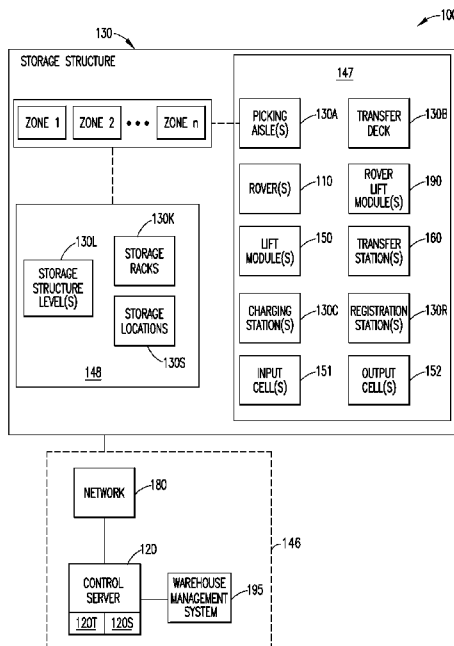 100
130
STORAGE STRUCTURE
147
ZONE 1
ZONE 2
•••
ZONE n
PICKING
AISLE(S)
130A
TRANSFER
DECK
130B
ROVER(S)
110
ROVER
LIFT
MODULE(S)
190
130L
STORAGE
STRUCTURE
LEVEL(S)
130K
STORAGE
RACKS
STORAGE
LOCATIONS
130S
148
LIFT
MODULE(S)
150
TRANSFER
STATION(S)
160
CHARGING
STATION(S)
130C
REGISTRATION
STATION(S)
130R
INPUT
CELL(S)
151
OUTPUT
CELL(S)
152
NETWORK
180
146
120
CONTROL
SERVER
120T
120S
WAREHOUSE
MANAGEMENT
SYSTEM
195